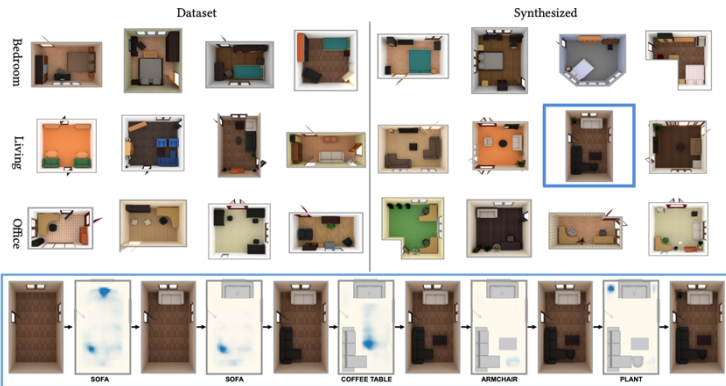 Dataset
Synthesized
Bedroom
Living
Office
SOFA
SOFA
COFFEE TABLE
ARMCHAIR
PLANT